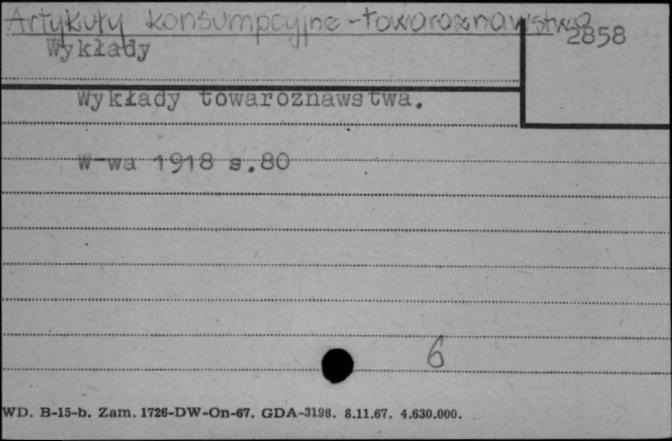 Artykuły konsumpcyjne - towaroznawstwo
2858
Wykłady
Wykłady towaroznawstwa.
W-wa 1918 s.80
6
WD. B-15-b. Zam. 1726-DW-On-67. GDA-3198. 8.11.67. 4.630.000.